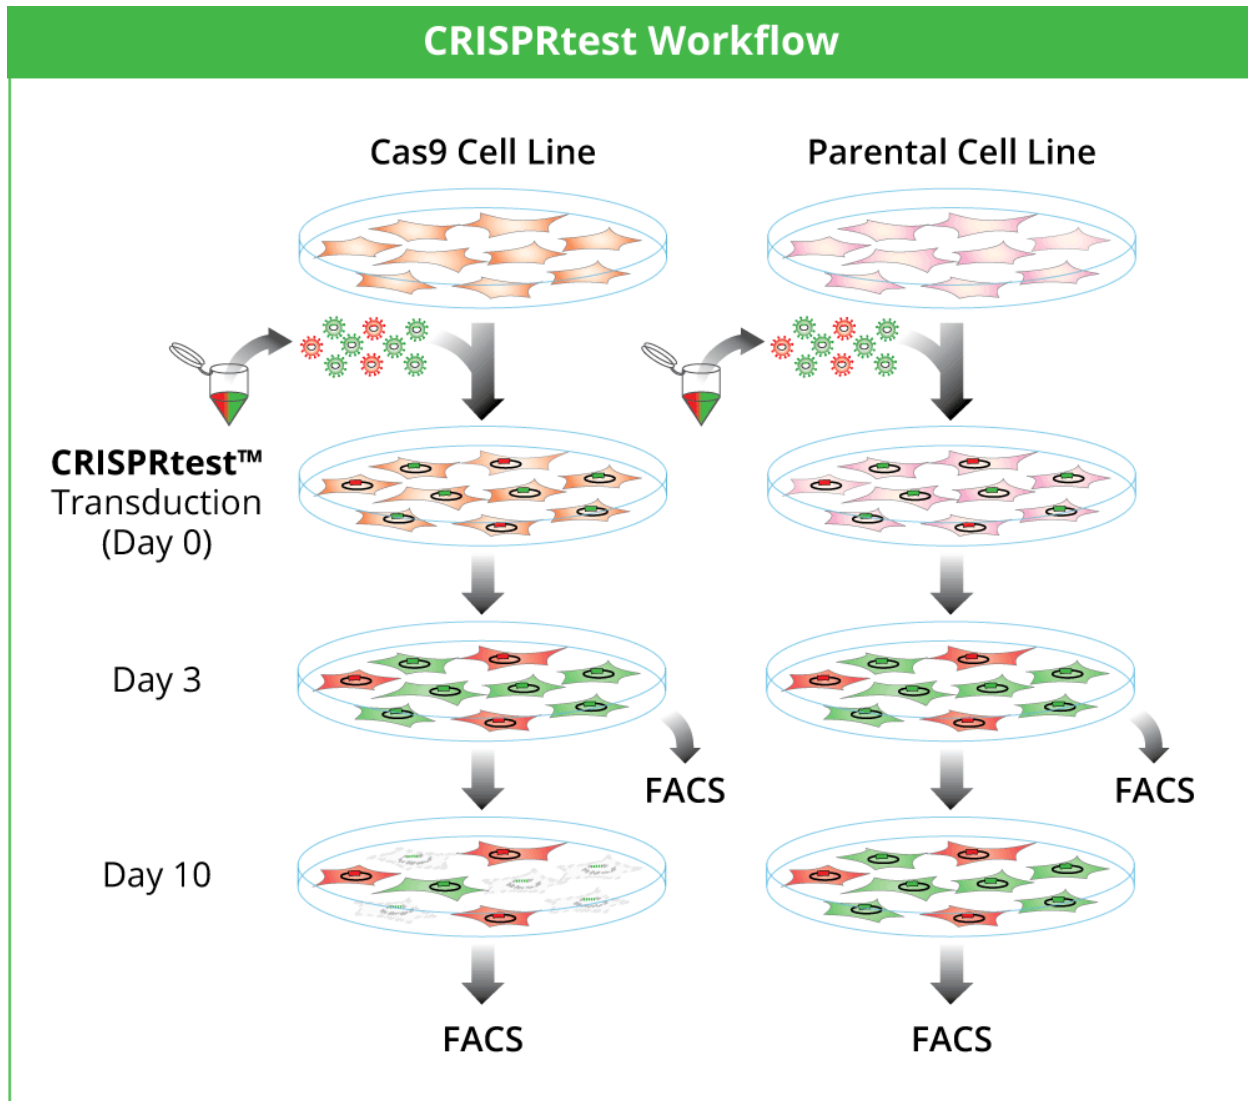 CRISPRtest Workflow
Cas9 Cell Line
Parental Cell Line
CRISPRtest™
Transduction
(Day 0)
Day 3
FACS
FACS
Day 10
FACS
FACS